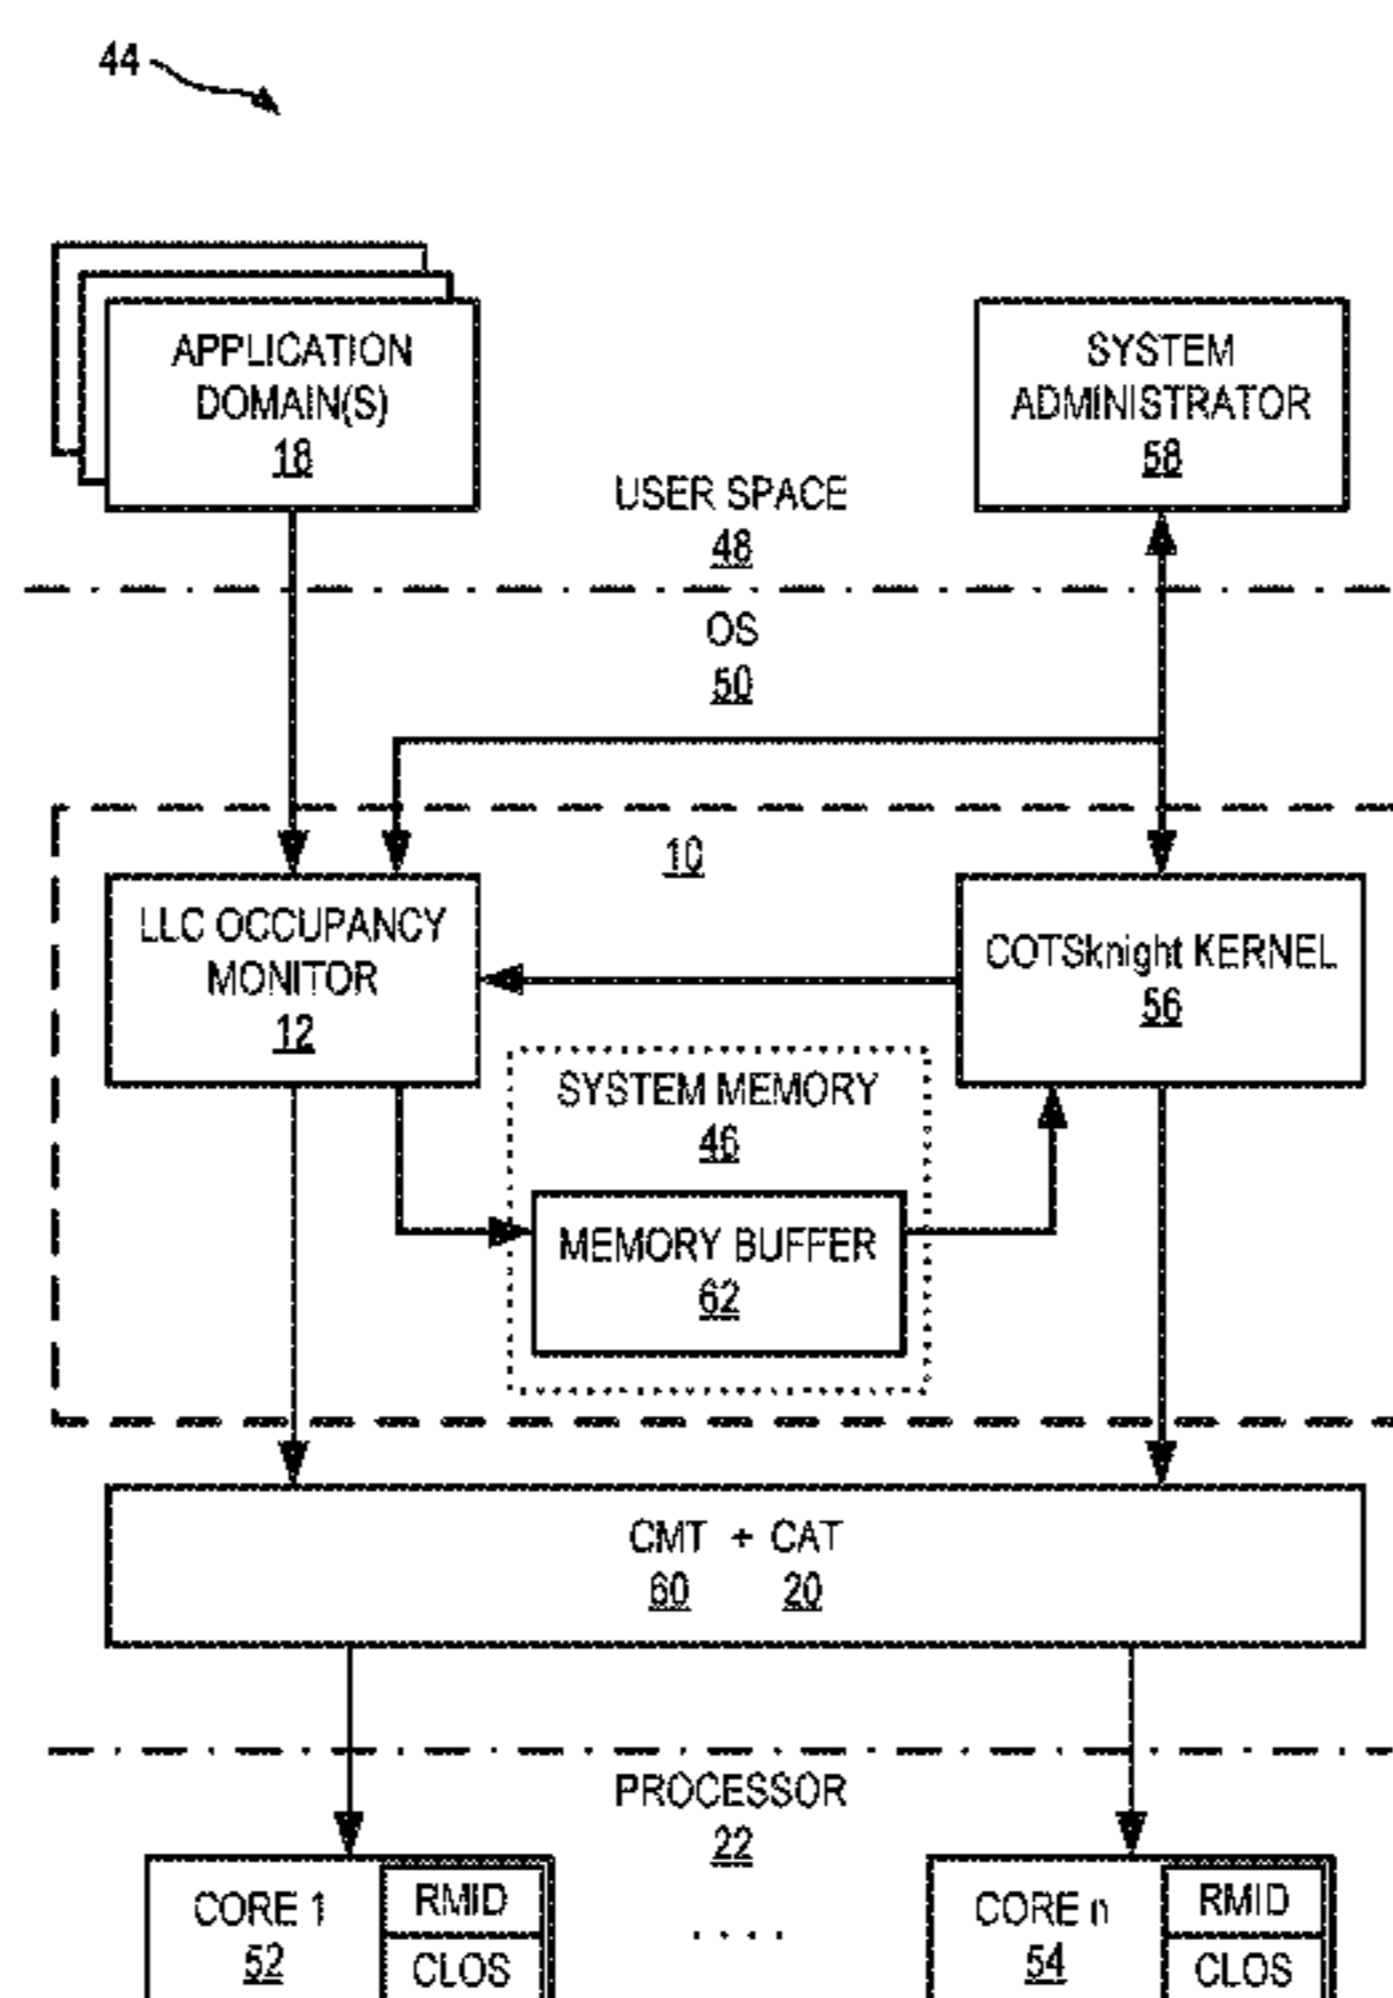 44
APPLICATION
DOMAIN(S)
18
SYSTEM
ADMINISTRATOR
58
USER SPACE
48
OS
50
10
LLC OCCUPANCY
MONITOR
12
COTSknight KERNEL
56
SYSTEM MEMORY
46
MEMORY BUFFER
62
CMT + CAT
60 20
PROCESSOR
22
CORE 1
52
RMID
CLOS
. . . .
CORE n
54
RMID
CLOS